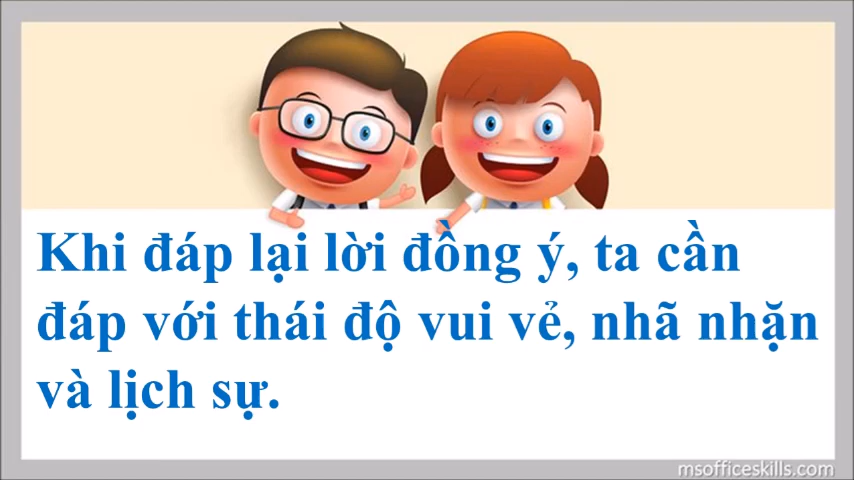 Khi đáp lại lời đồng ý, ta cần
đáp với thái độ vui vẻ, nhã nhặn
và lịch sự.
msofficeskills.com